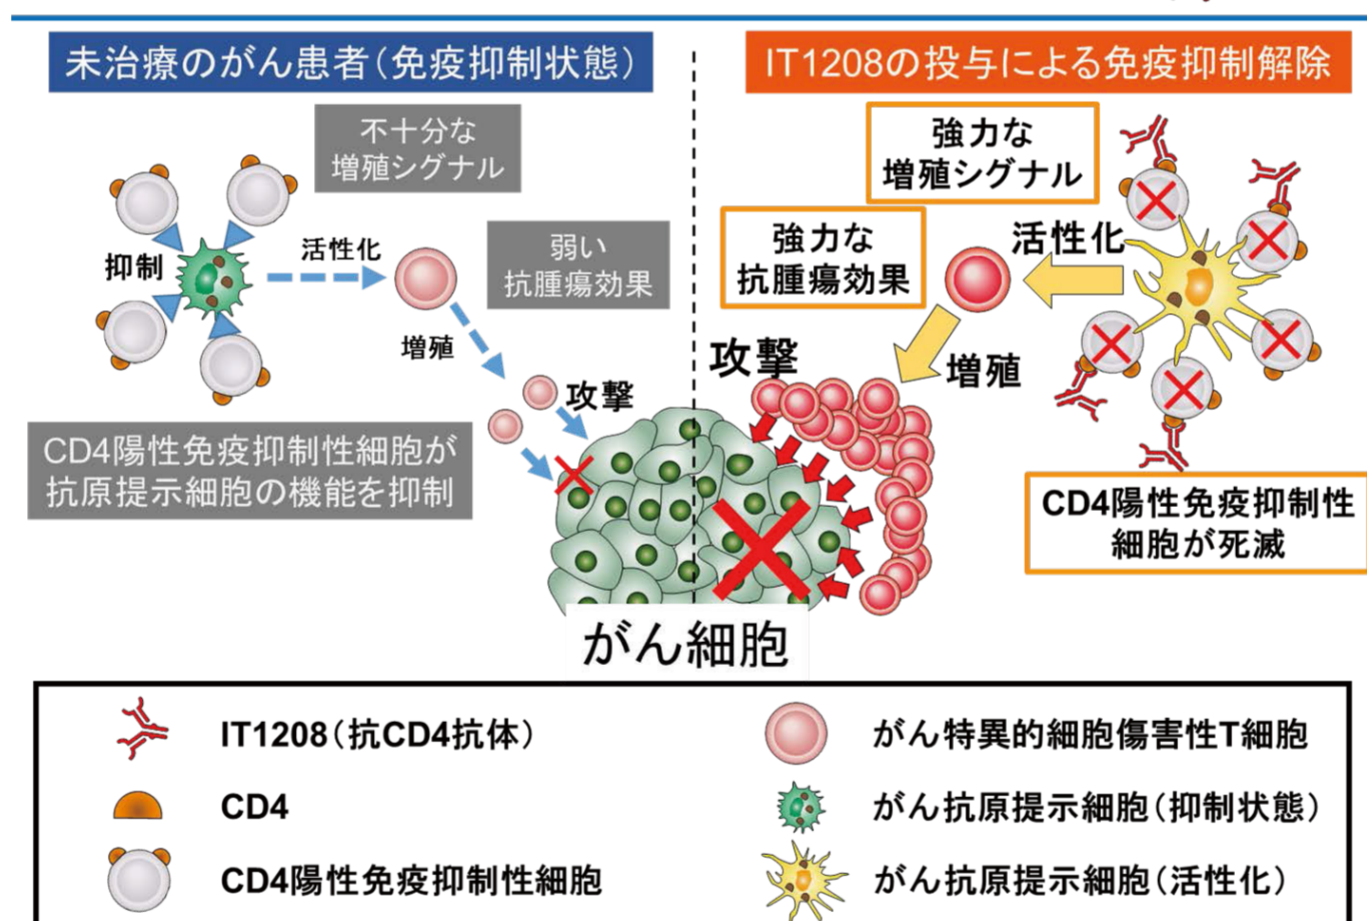 未治療のがん患者（免疫抑制状態）
不十分な
増殖シグナル
抑制
活性化
弱い
抗腫瘍効果
増殖
攻撃
CD4陽性免疫抑制性細胞が
抗原提示細胞の機能を抑制
IT1208の投与による免疫抑制解除
強力な
増殖シグナル
強力な
抗腫瘍効果
活性化
増殖
攻撃
CD4陽性免疫抑制性
細胞が死滅
がん細胞
IT1208（抗CD4抗体）
CD4
CD4陽性免疫抑制性細胞
がん特異的細胞傷害性T細胞
がん抗原提示細胞（抑制状態）
がん抗原提示細胞（活性化）